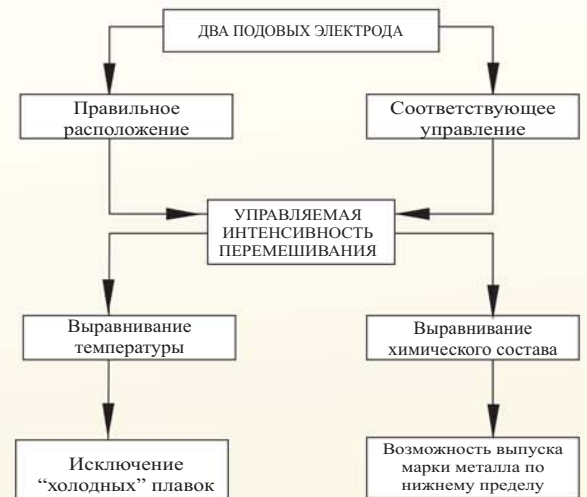 ДВА ПОДОВЫХ ЭЛЕКТРОДА
Правильное
расположение
Соответствующее
управление
УПРАВЛЯЕМАЯ
ИНТЕНСИВНОСТЬ
ПЕРЕМЕШИВАНИЯ
Выравнивание
температуры
Выравнивание
химического состава
Исключение
“холодных” плавок
Возможность выпуска
марки металла по
нижнему пределу